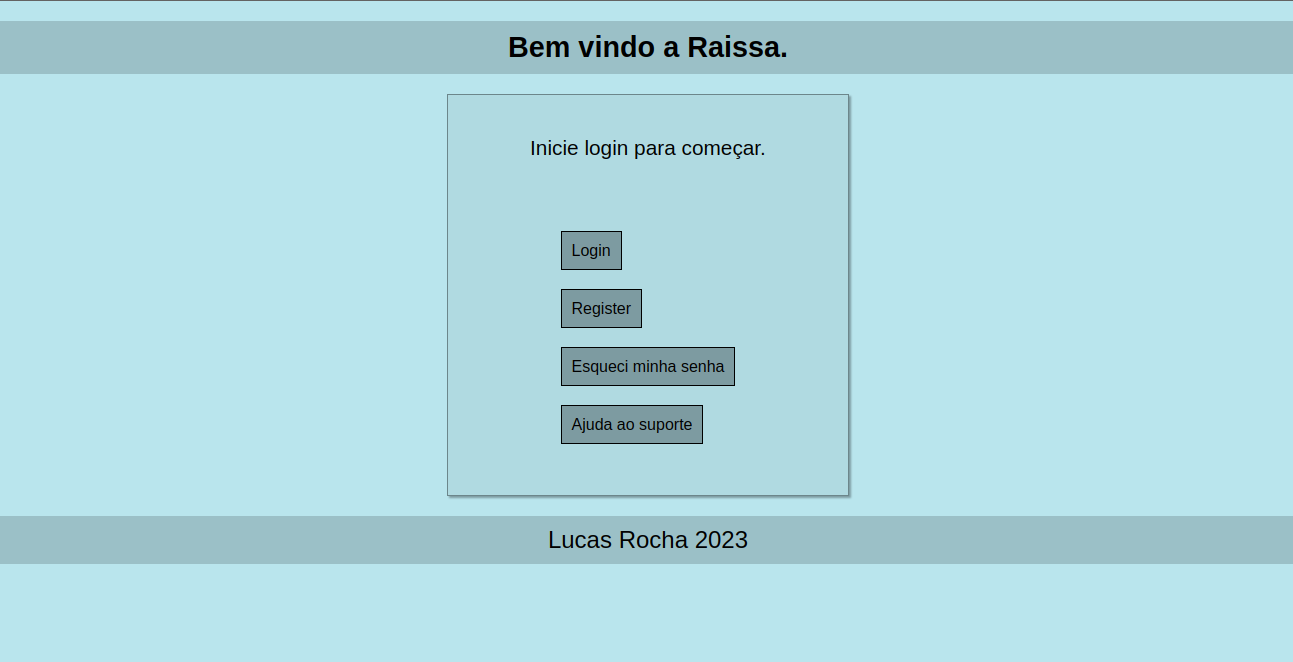 Bem vindo a Raissa.
Inicie login para começar.
Login
Register
Esqueci minha senha
Ajuda ao suporte
Lucas Rocha 2023